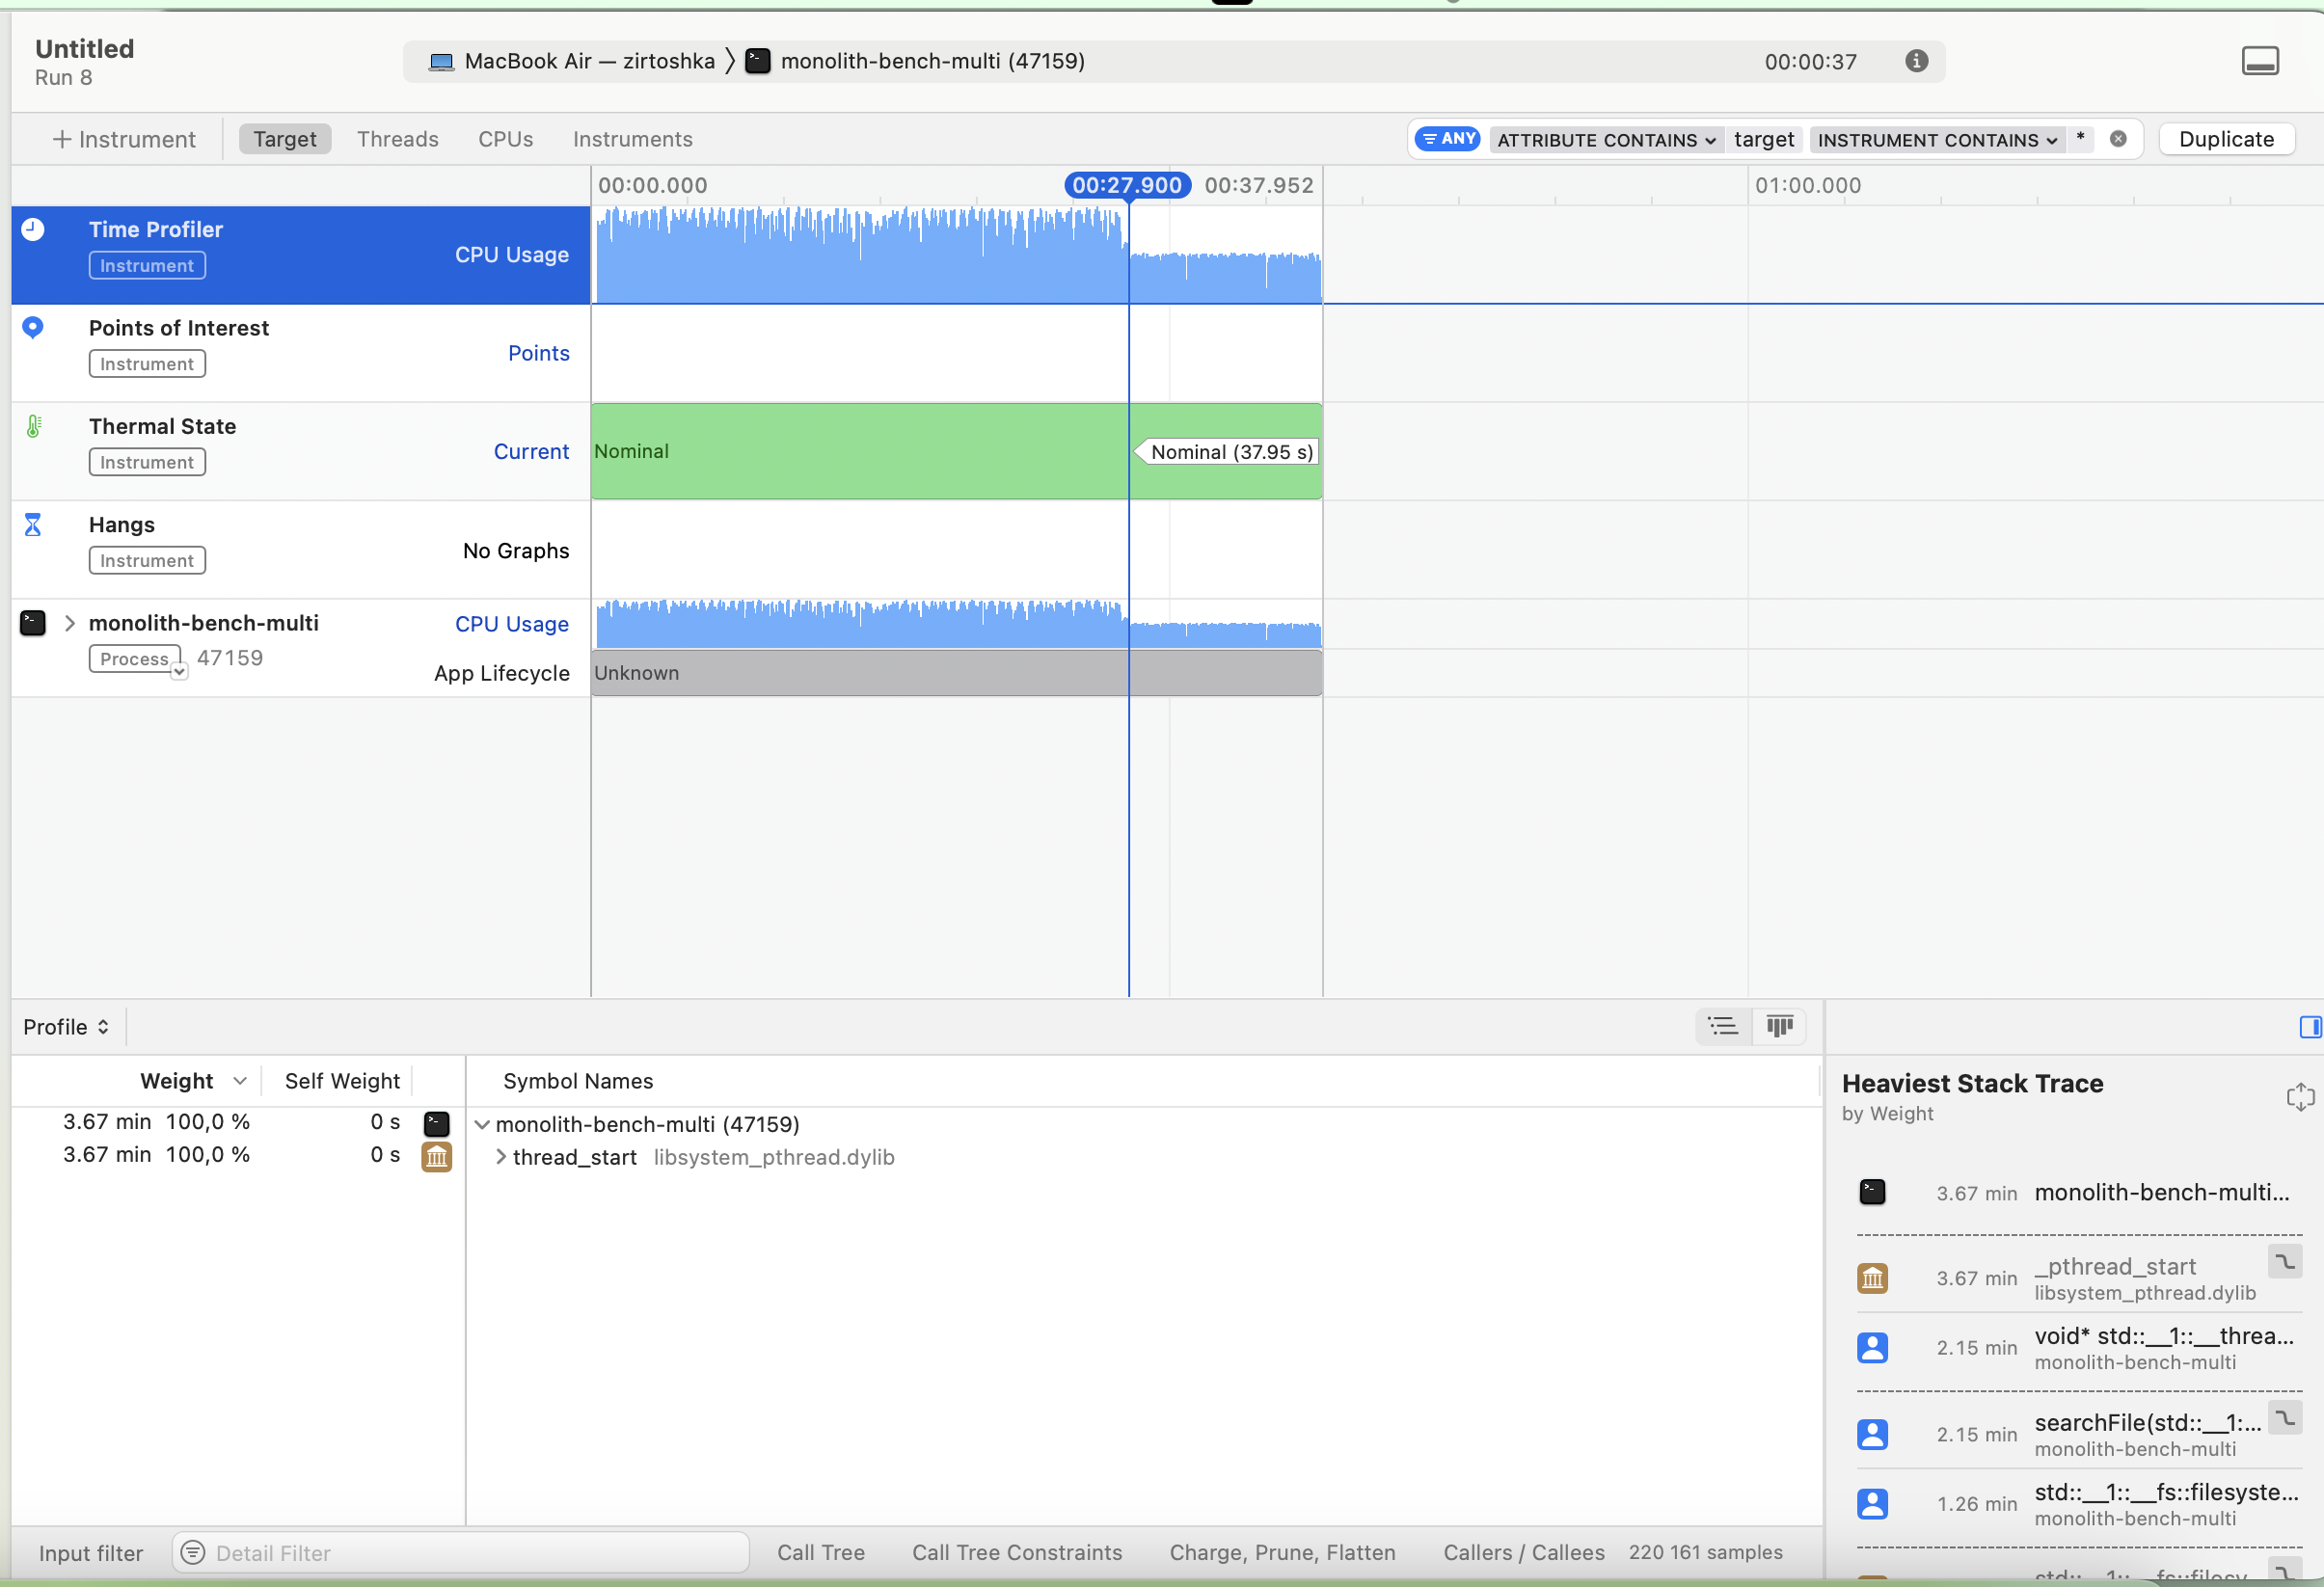 Untitled
Run 8
MacBook Air — zirtoshka 〉 monolith-bench-multi (47159)
00:00:37
+ Instrument
Target Threads CPUs Instruments
ANY ATTRIBUTE CONTAINS target INSTRUMENT CONTAINS *
Duplicate
00:00.000 00:27.900 00:37.952 01:00.000
Time Profiler
Instrument
CPU Usage
Points of Interest
Instrument
Points
Thermal State
Instrument
Current
Nominal
Nominal (37.95 s)
Hangs
Instrument
No Graphs
monolith-bench-multi
CPU Usage
Process 47159
App Lifecycle
Unknown
Profile
Weight Self Weight Symbol Names
3.67 min 100,0 % 0 s monolith-bench-multi (47159)
3.67 min 100,0 % 0 s thread_start libsystem_pthread.dylib
Heaviest Stack Trace
by Weight
3.67 min monolith-bench-multi...
3.67 min _pthread_start
libsystem_pthread.dylib
2.15 min void* std::__1::__threa...
monolith-bench-multi
2.15 min searchFile(std::__1:...
monolith-bench-multi
1.26 min std::__1::__fs::filesyste...
monolith-bench-multi
std::__1::__fs::filesy...
Input filter Detail Filter Call Tree Call Tree Constraints Charge, Prune, Flatten Callers / Callees 220 161 samples